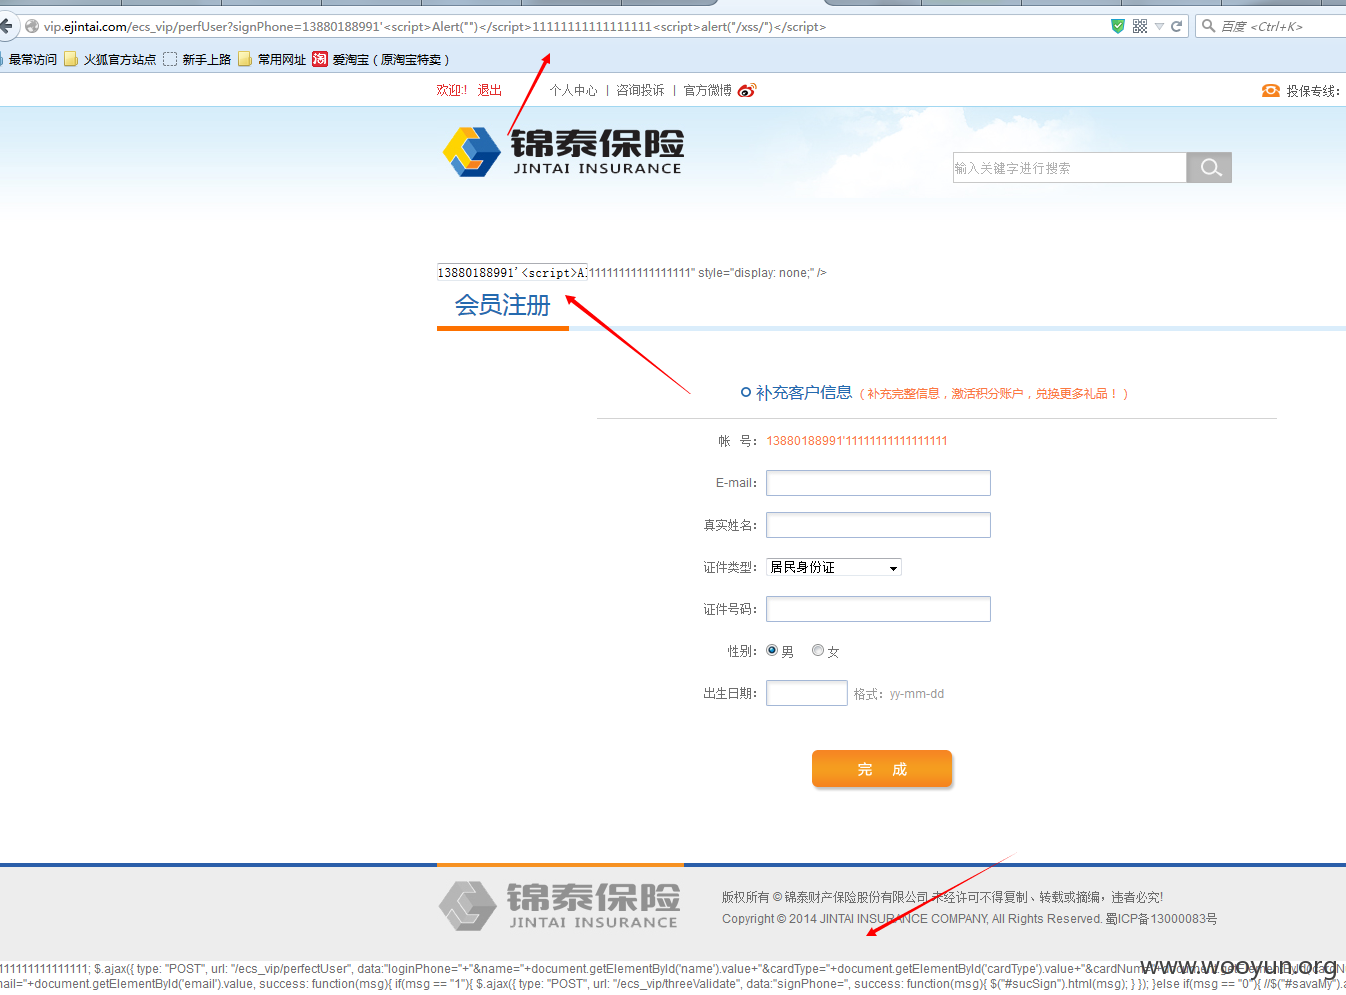 vip.ejintai.com/ecs_vip/perfUser?signPhone=13880188991'<script>Alert("")</script>11111111111111111<script>alert("/xss/")</script>
百度 <Ctrl+K>
最常访问 火狐官方站点 新手上路 常用网址 淘 爱淘宝（原淘宝特卖）
欢迎! 退出 个人中心 | 咨询投诉 | 官方微博 投保专线:
锦泰保险
JINTAI INSURANCE
输入关键字进行搜索
13880188991'<script>A 11111111111111111" style="display: none;" />
会员注册
补充客户信息（补充完整信息，激活积分账户，兑换更多礼品！）
帐 号： 13880188991'11111111111111111
E-mail：
真实姓名：
证件类型： 居民身份证
证件号码：
性别： 男 女
出生日期： 格式：yy-mm-dd
完 成
锦泰保险
JINTAI INSURANCE
版权所有 © 锦泰财产保险股份有限公司 未经许可不得复制、转载或摘编，违者必究!
Copyright © 2014 JINTAI INSURANCE COMPANY, All Rights Reserved. 蜀ICP备13000083号
111111111111111; $.ajax({ type: "POST", url: "/ecs_vip/perfectUser", data:"loginPhone="+"&name="+document.getElementById('name').value+"&cardType="+document.getElementById('cardType').value+"&cardNum
mail="+document.getElementById('email').value, success: function(msg){ if(msg == "1"){ $.ajax({ type: "POST", url: "/ecs_vip/threeValidate", data:"signPhone=", success: function(msg){ $("#sucSign").html(msg); } }); }else if(msg == "0"){ //$("#savaMy").a
www.wooyun.org